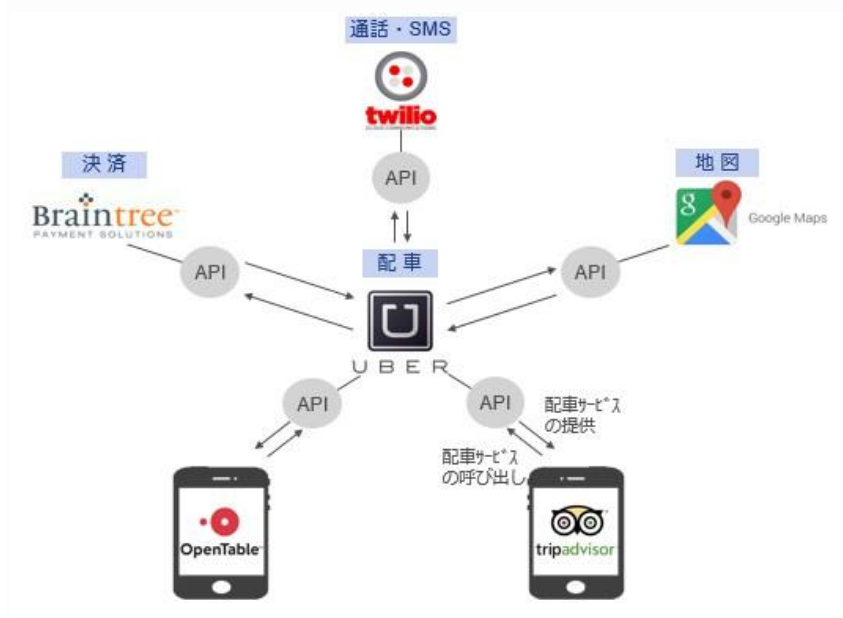 通話・SMS
twilio
CLOUD COMMUNICATIONS
API
決済
Braintree
PAYMENT SOLUTIONS
API
地図
g
Google Maps
API
配車
U
UBER
API
OpenTable
API
配車ｻｰﾋﾞｽ
の提供
配車ｻｰﾋﾞｽ
の呼び出し
tripadvisor